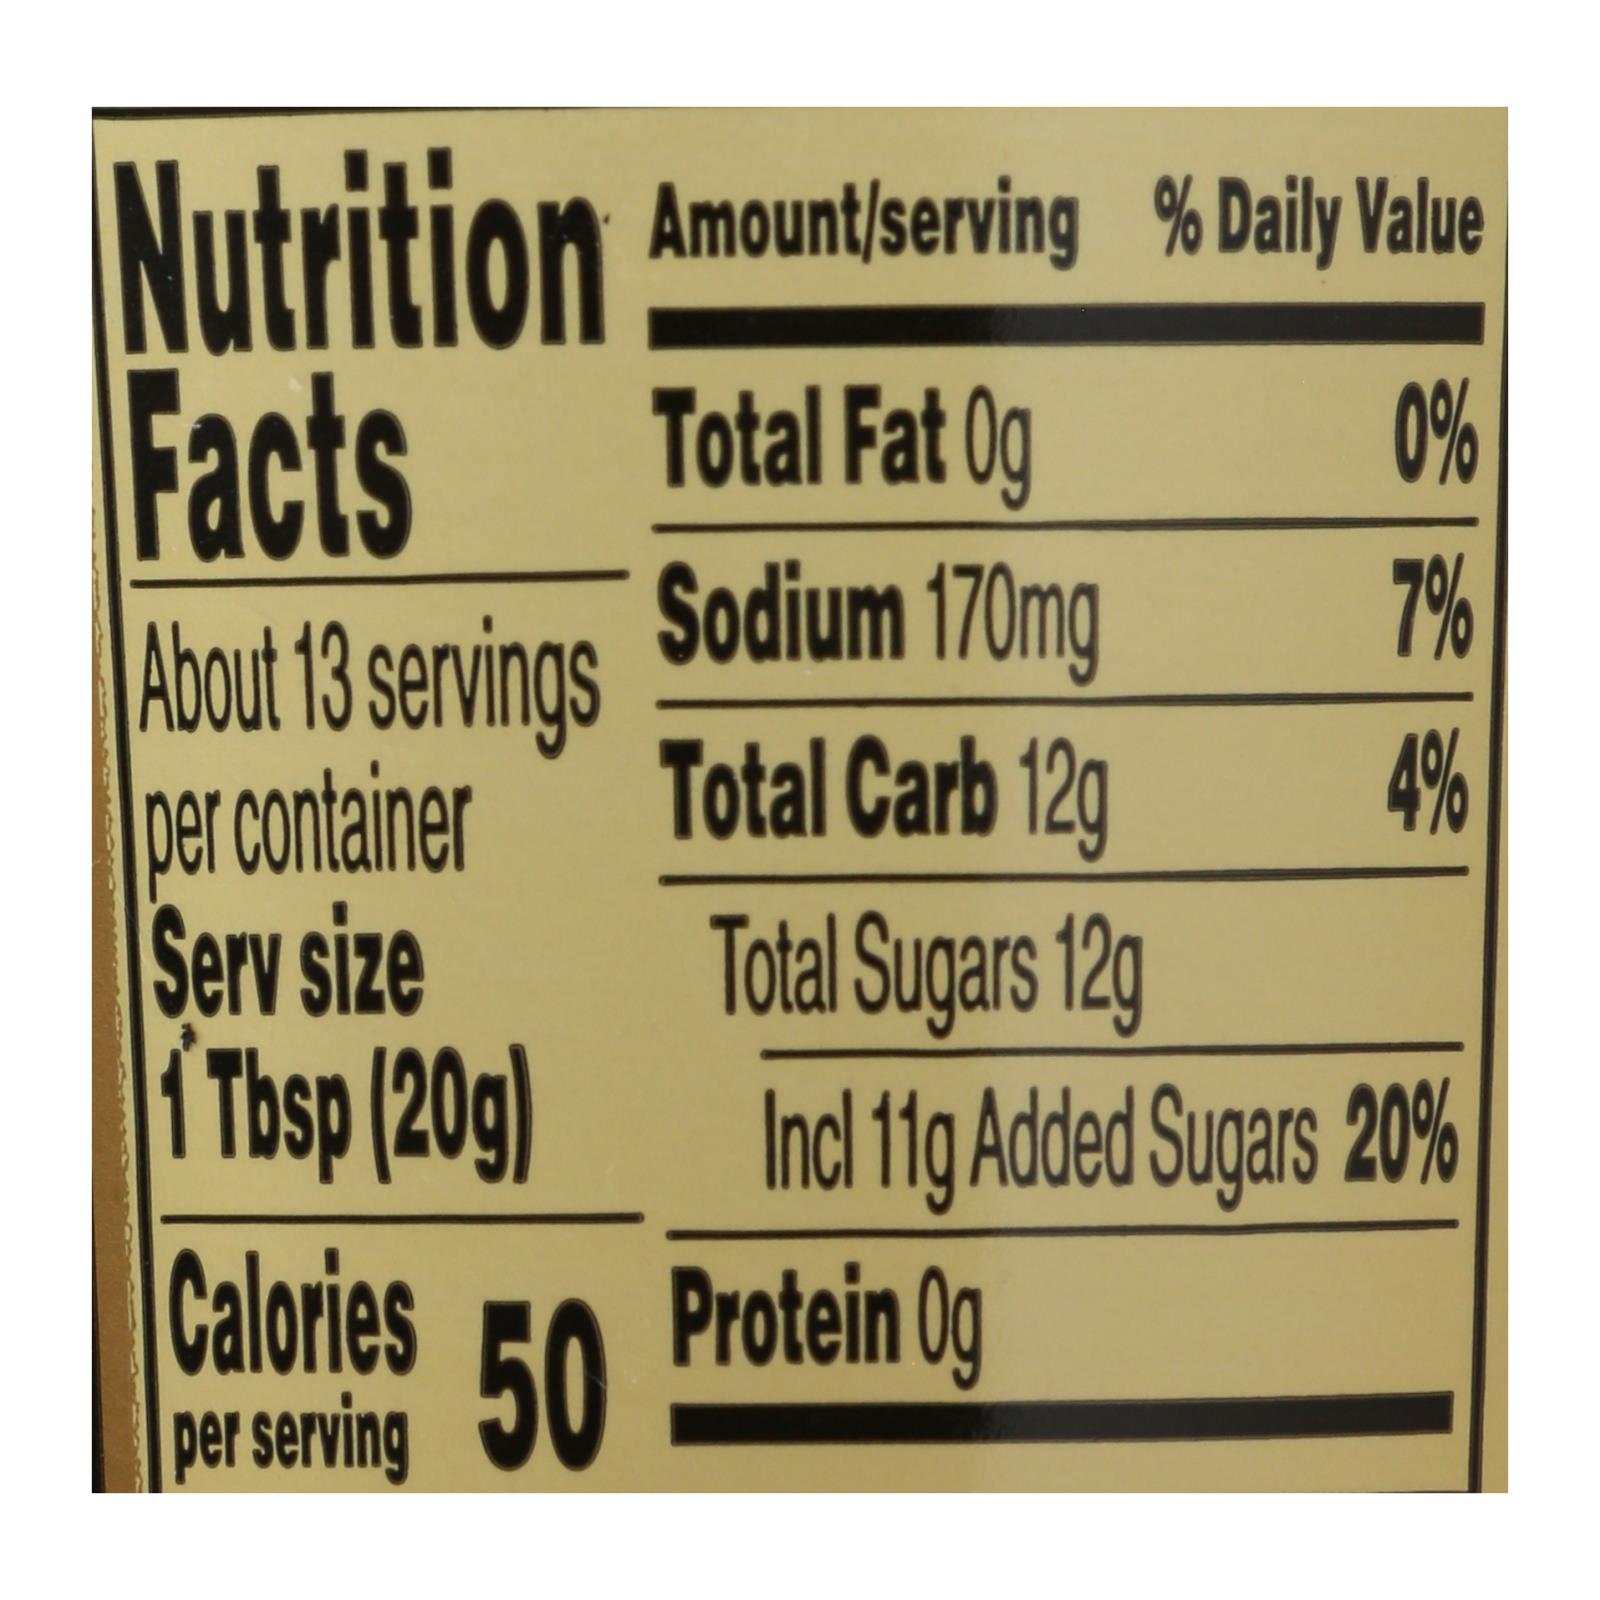 Nutrition
Facts
About 13 servings
per container
Serv size
1 Tbsp (20g)
Calories
per serving
50
Amount/serving % Daily Value
Total Fat 0g 0%
Sodium 170mg 7%
Total Carb 12g 4%
Total Sugars 12g
Incl 11g Added Sugars 20%
Protein 0g